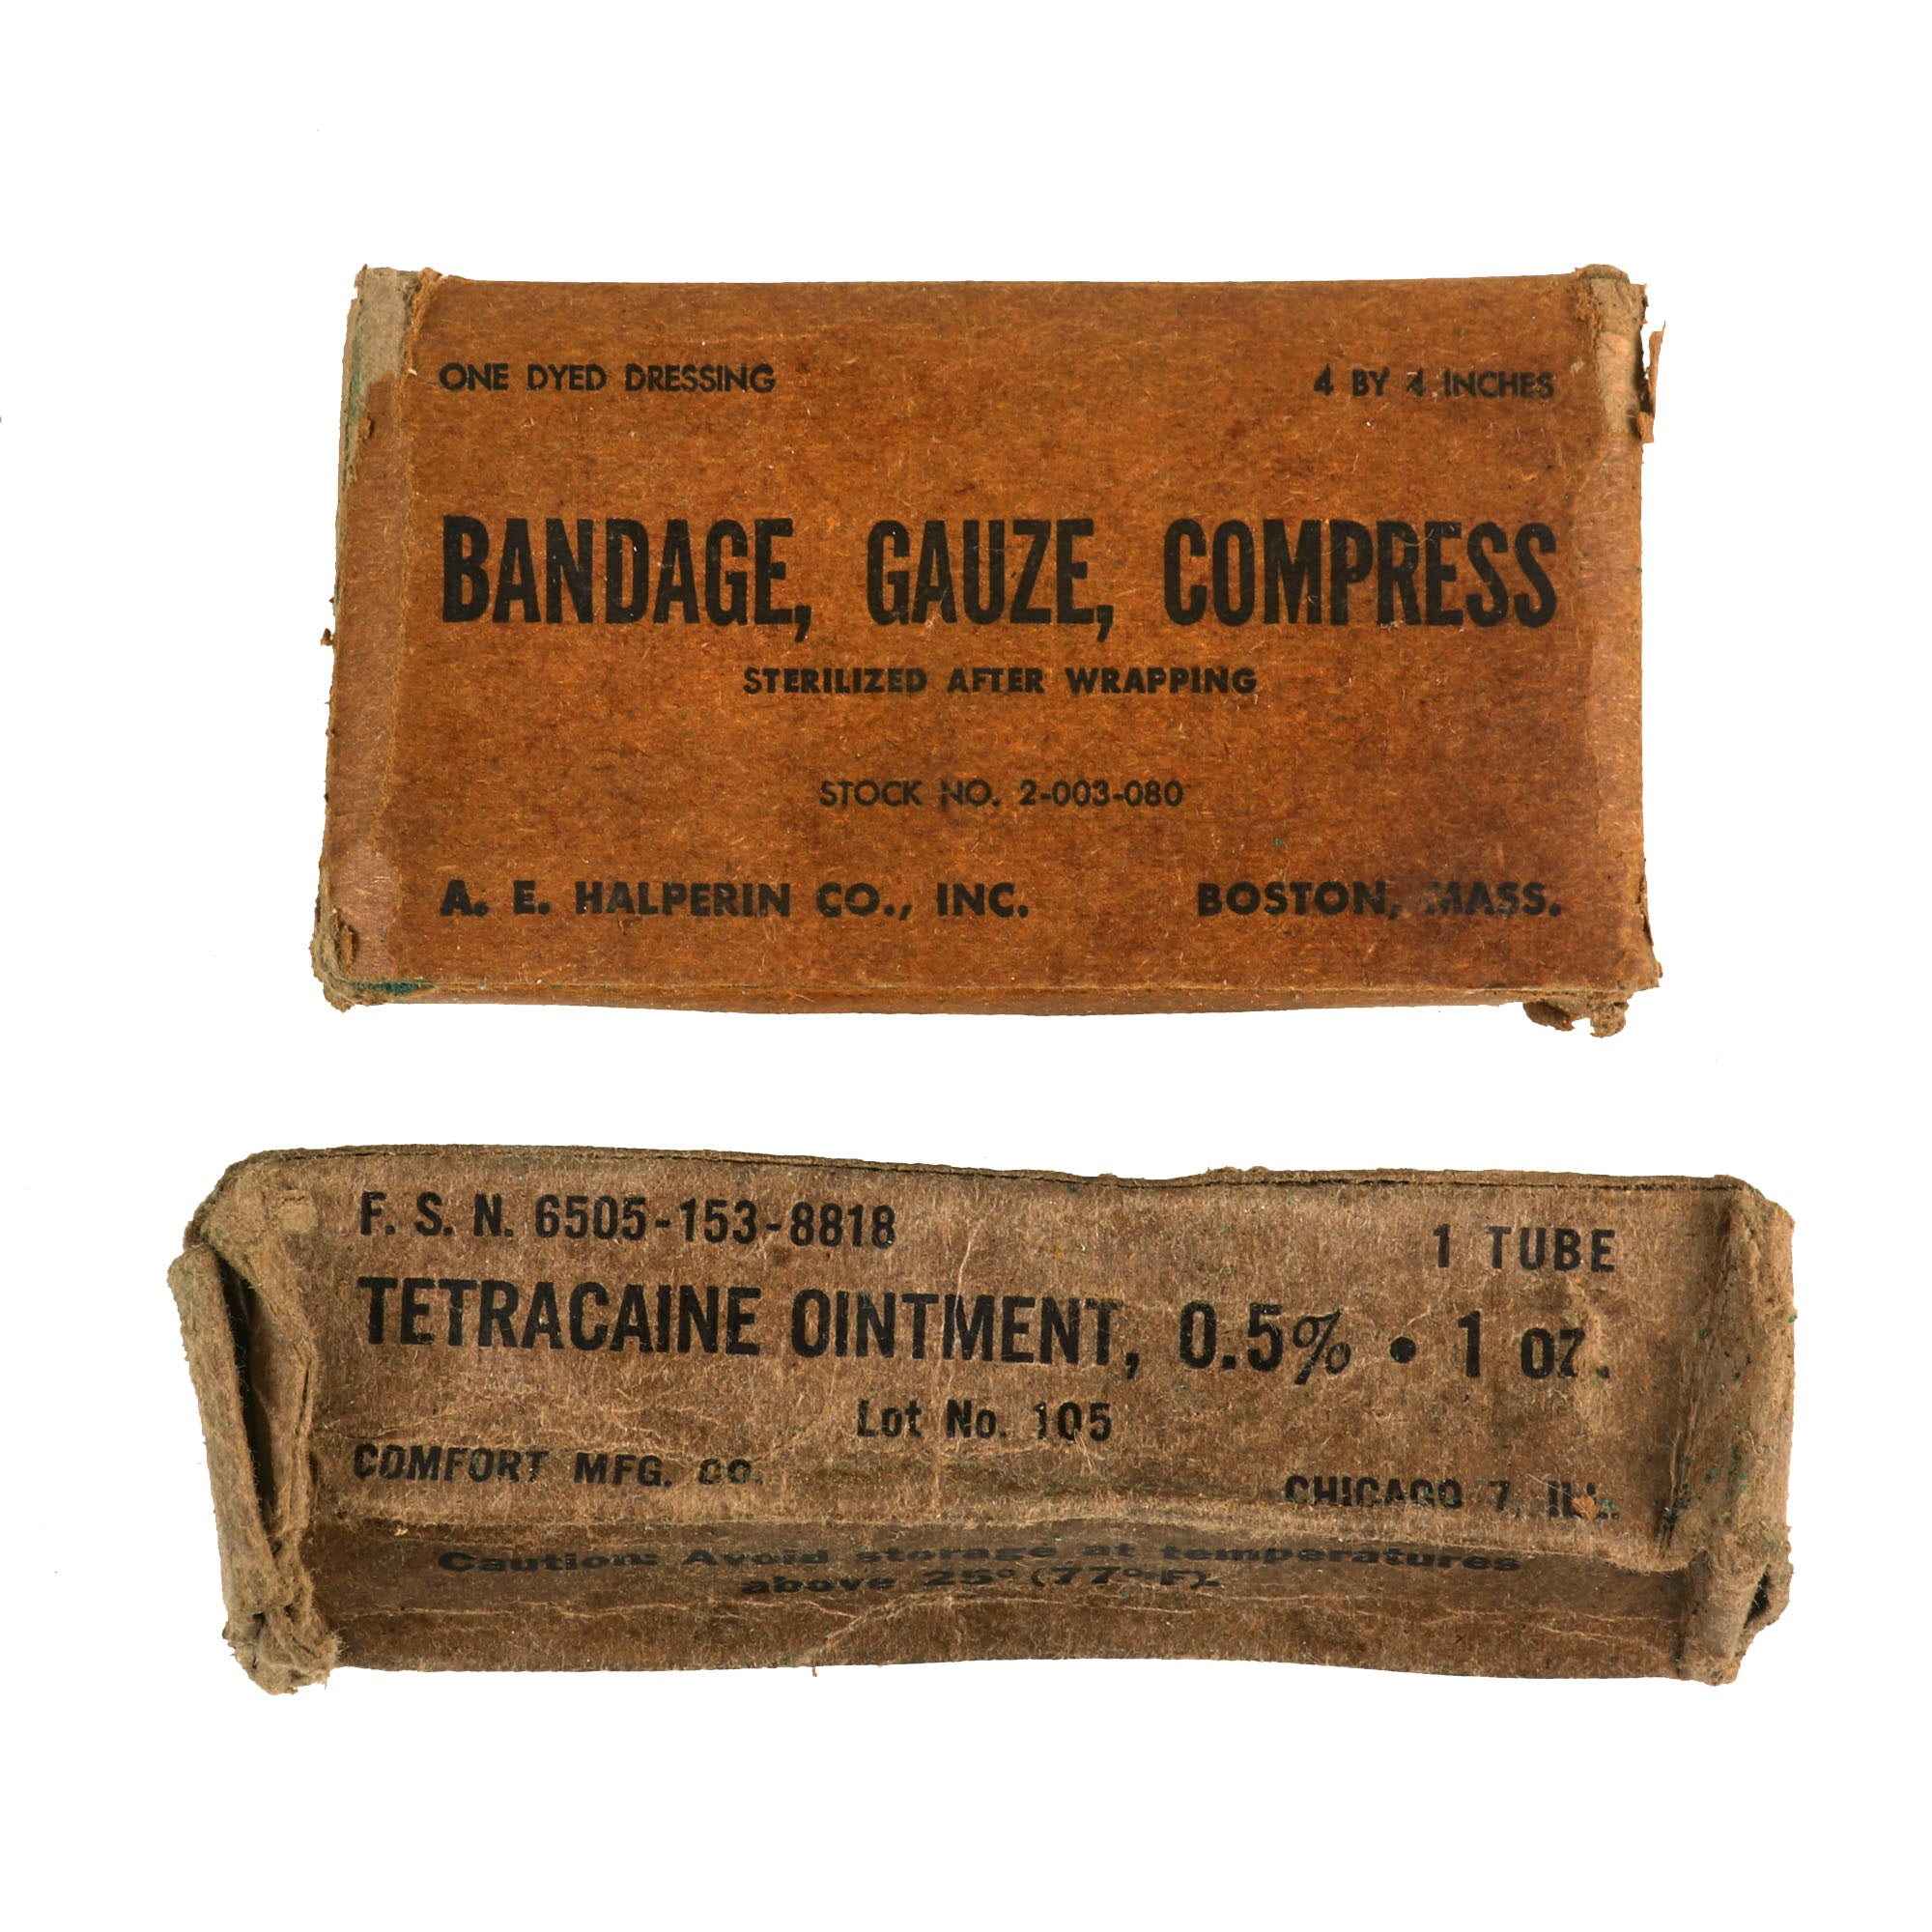 ONE DYED DRESSING 4 BY 4 INCHES
BANDAGE, GAUZE, COMPRESS
STERILIZED AFTER WRAPPING
STOCK NO. 2-003-080
A. E. HALPERIN CO., INC. BOSTON, MASS.
F. S. N. 6505-153-8818 1 TUBE
TETRACAINE OINTMENT, 0.5% • 1 oz.
Lot No. 105
COMFORT MFG. CO. CHICAGO 7, ILL.
Caution: Avoid storage at temperatures
above 25° (77° F).